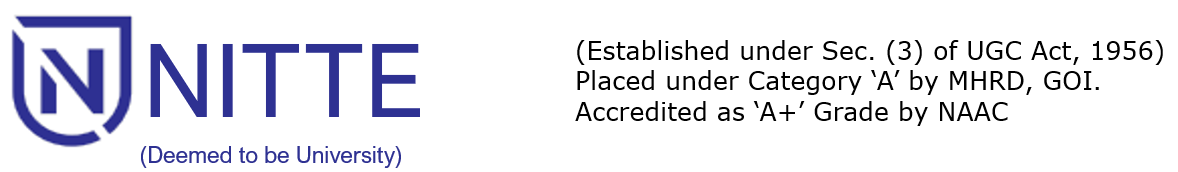 N NITTE
(Deemed to be University)
(Established under Sec. (3) of UGC Act, 1956)
Placed under Category ‘A’ by MHRD, GOI.
Accredited as ‘A+’ Grade by NAAC